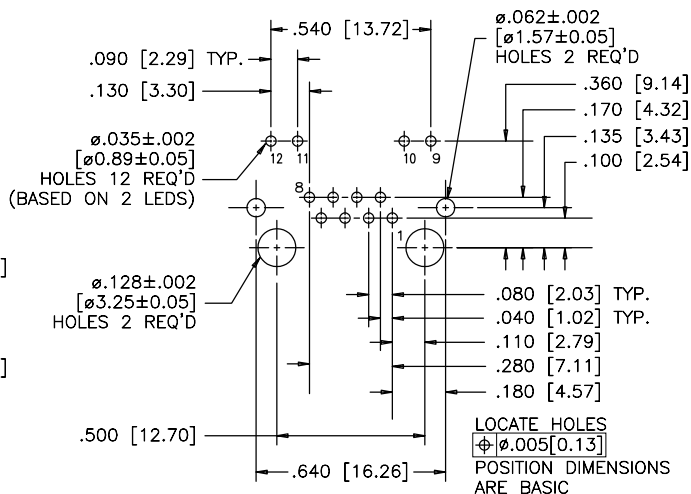 .540 [13.72]
ø.062±.002
[ø1.57±0.05]
HOLES 2 REQ'D
.090 [2.29] TYP.
.130 [3.30]
.360 [9.14]
.170 [4.32]
.135 [3.43]
.100 [2.54]
ø.035±.002
[ø0.89±0.05]
HOLES 12 REQ'D
(BASED ON 2 LEDS)
12 11
10 9
8
1
]
ø.128±.002
[ø3.25±0.05]
HOLES 2 REQ'D
.080 [2.03] TYP.
.040 [1.02] TYP.
.110 [2.79]
.280 [7.11]
.180 [4.57]
]
.500 [12.70]
.640 [16.26]
LOCATE HOLES
⌖ ø.005[0.13]
POSITION DIMENSIONS
ARE BASIC